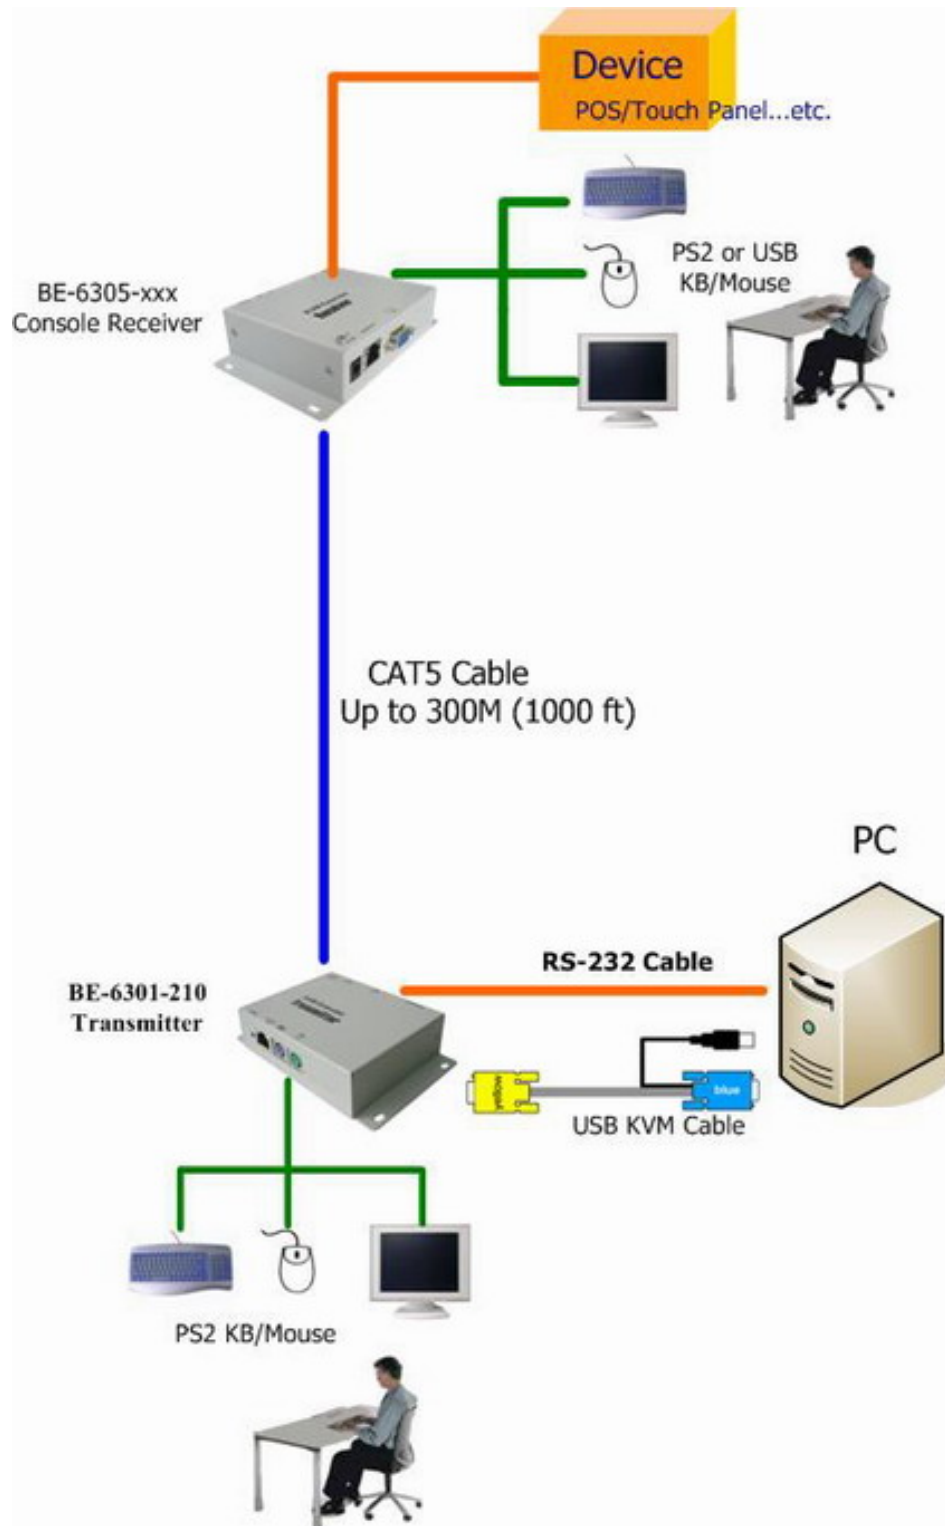 Device
POS/Touch Panel...etc.
PS2 or USB
KB/Mouse
BE-6305-xxx
Console Receiver
CAT5 Cable
Up to 300M (1000 ft)
PC
RS-232 Cable
BE-6301-210
Transmitter
yellow
blue
USB KVM Cable
PS2 KB/Mouse